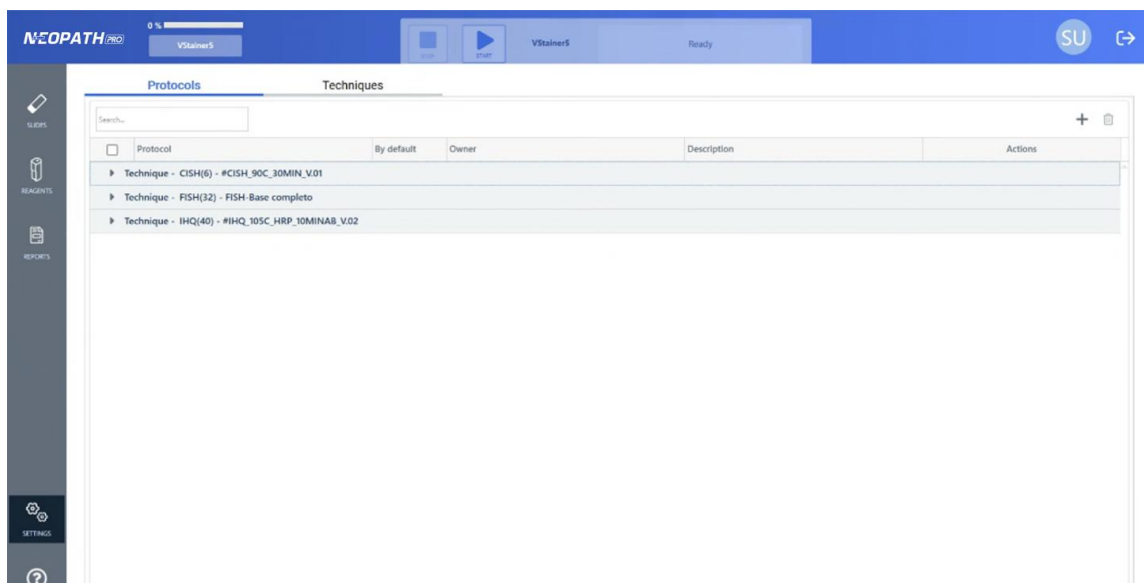 NEOPATH PRO
0 %
VStainer5
STOP
START
VStainer5
Ready
SU
SLIDES
REAGENTS
REPORTS
SETTINGS
Protocols
Techniques
Search...
Protocol
By default
Owner
Description
Actions
Technique - CISH(6) - #CISH_90C_30MIN_V.01
Technique - FISH(32) - FISH-Base completo
Technique - IHQ(40) - #IHQ_105C_HRP_10MINAB_V.02